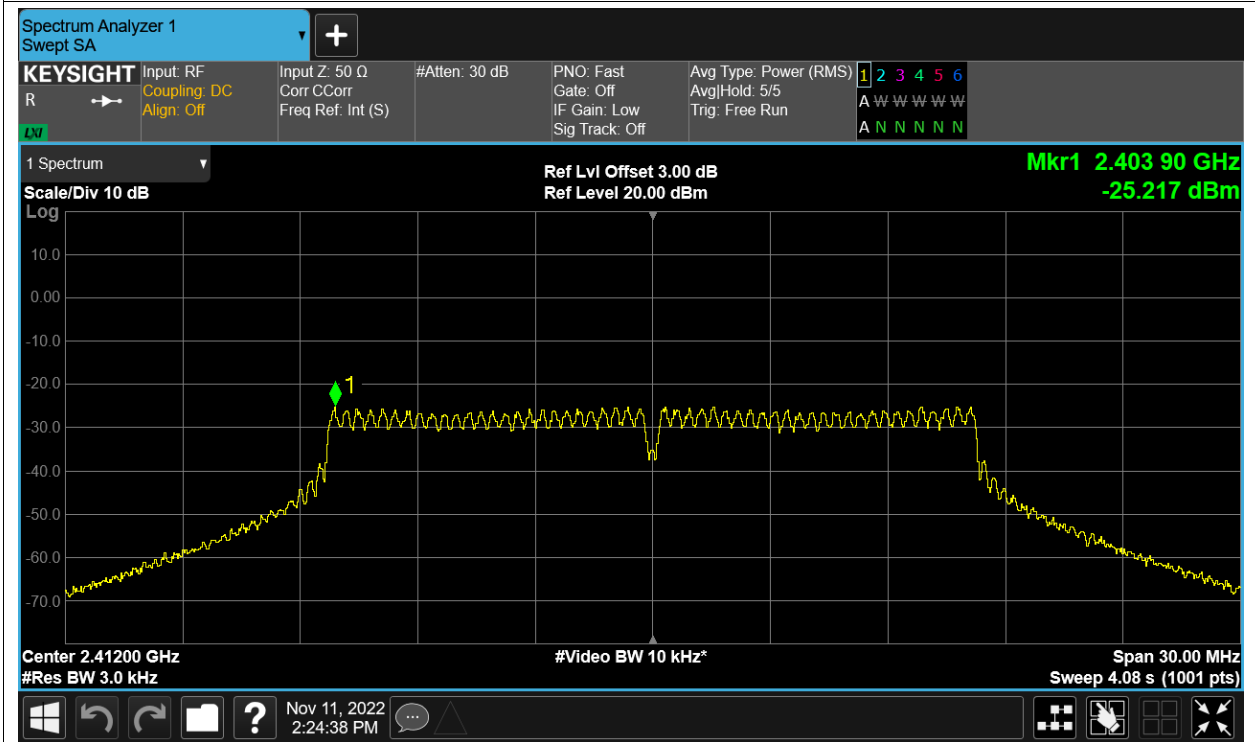 Spectrum Analyzer 1
Swept SA
KEYSIGHT
R
LXI
Input: RF
Coupling: DC
Align: Off
Input Z: 50 Ω
Corr CCorr
Freq Ref: Int (S)
#Atten: 30 dB
PNO: Fast
Gate: Off
IF Gain: Low
Sig Track: Off
Avg Type: Power (RMS)
Avg|Hold: 5/5
Trig: Free Run
1 2 3 4 5 6
A W W W W W
A N N N N N
1 Spectrum
Scale/Div 10 dB
Ref Lvl Offset 3.00 dB
Ref Level 20.00 dBm
Mkr1 2.403 90 GHz
-25.217 dBm
Log
10.0
0.00
-10.0
-20.0
-30.0
-40.0
-50.0
-60.0
-70.0
1
Center 2.41200 GHz
#Res BW 3.0 kHz
#Video BW 10 kHz*
Span 30.00 MHz
Sweep 4.08 s (1001 pts)
?
Nov 11, 2022
2:24:38 PM